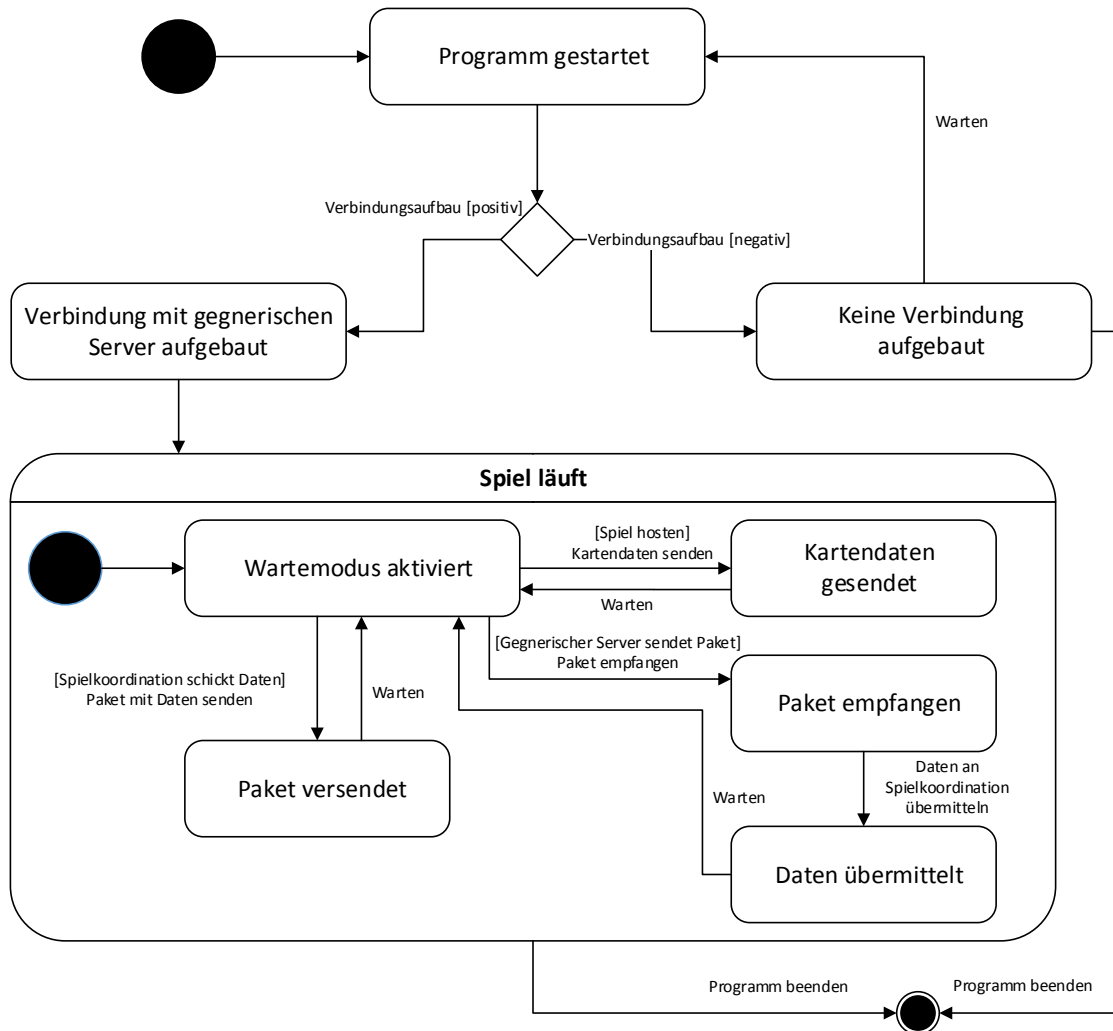 Programm gestartet
Warten
Verbindungsaufbau [positiv]
Verbindungsaufbau [negativ]
Verbindung mit gegnerischen
Server aufgebaut
Keine Verbindung
aufgebaut
Spiel läuft
Wartemodus aktiviert
[Spiel hosten]
Kartendaten senden
Kartendaten
gesendet
Warten
[Gegnerischer Server sendet Paket]
Paket empfangen
[Spielkoordination schickt Daten]
Paket mit Daten senden
Warten
Paket empfangen
Paket versendet
Daten an
Spielkoordination
übermitteln
Warten
Daten übermittelt
Programm beenden
Programm beenden